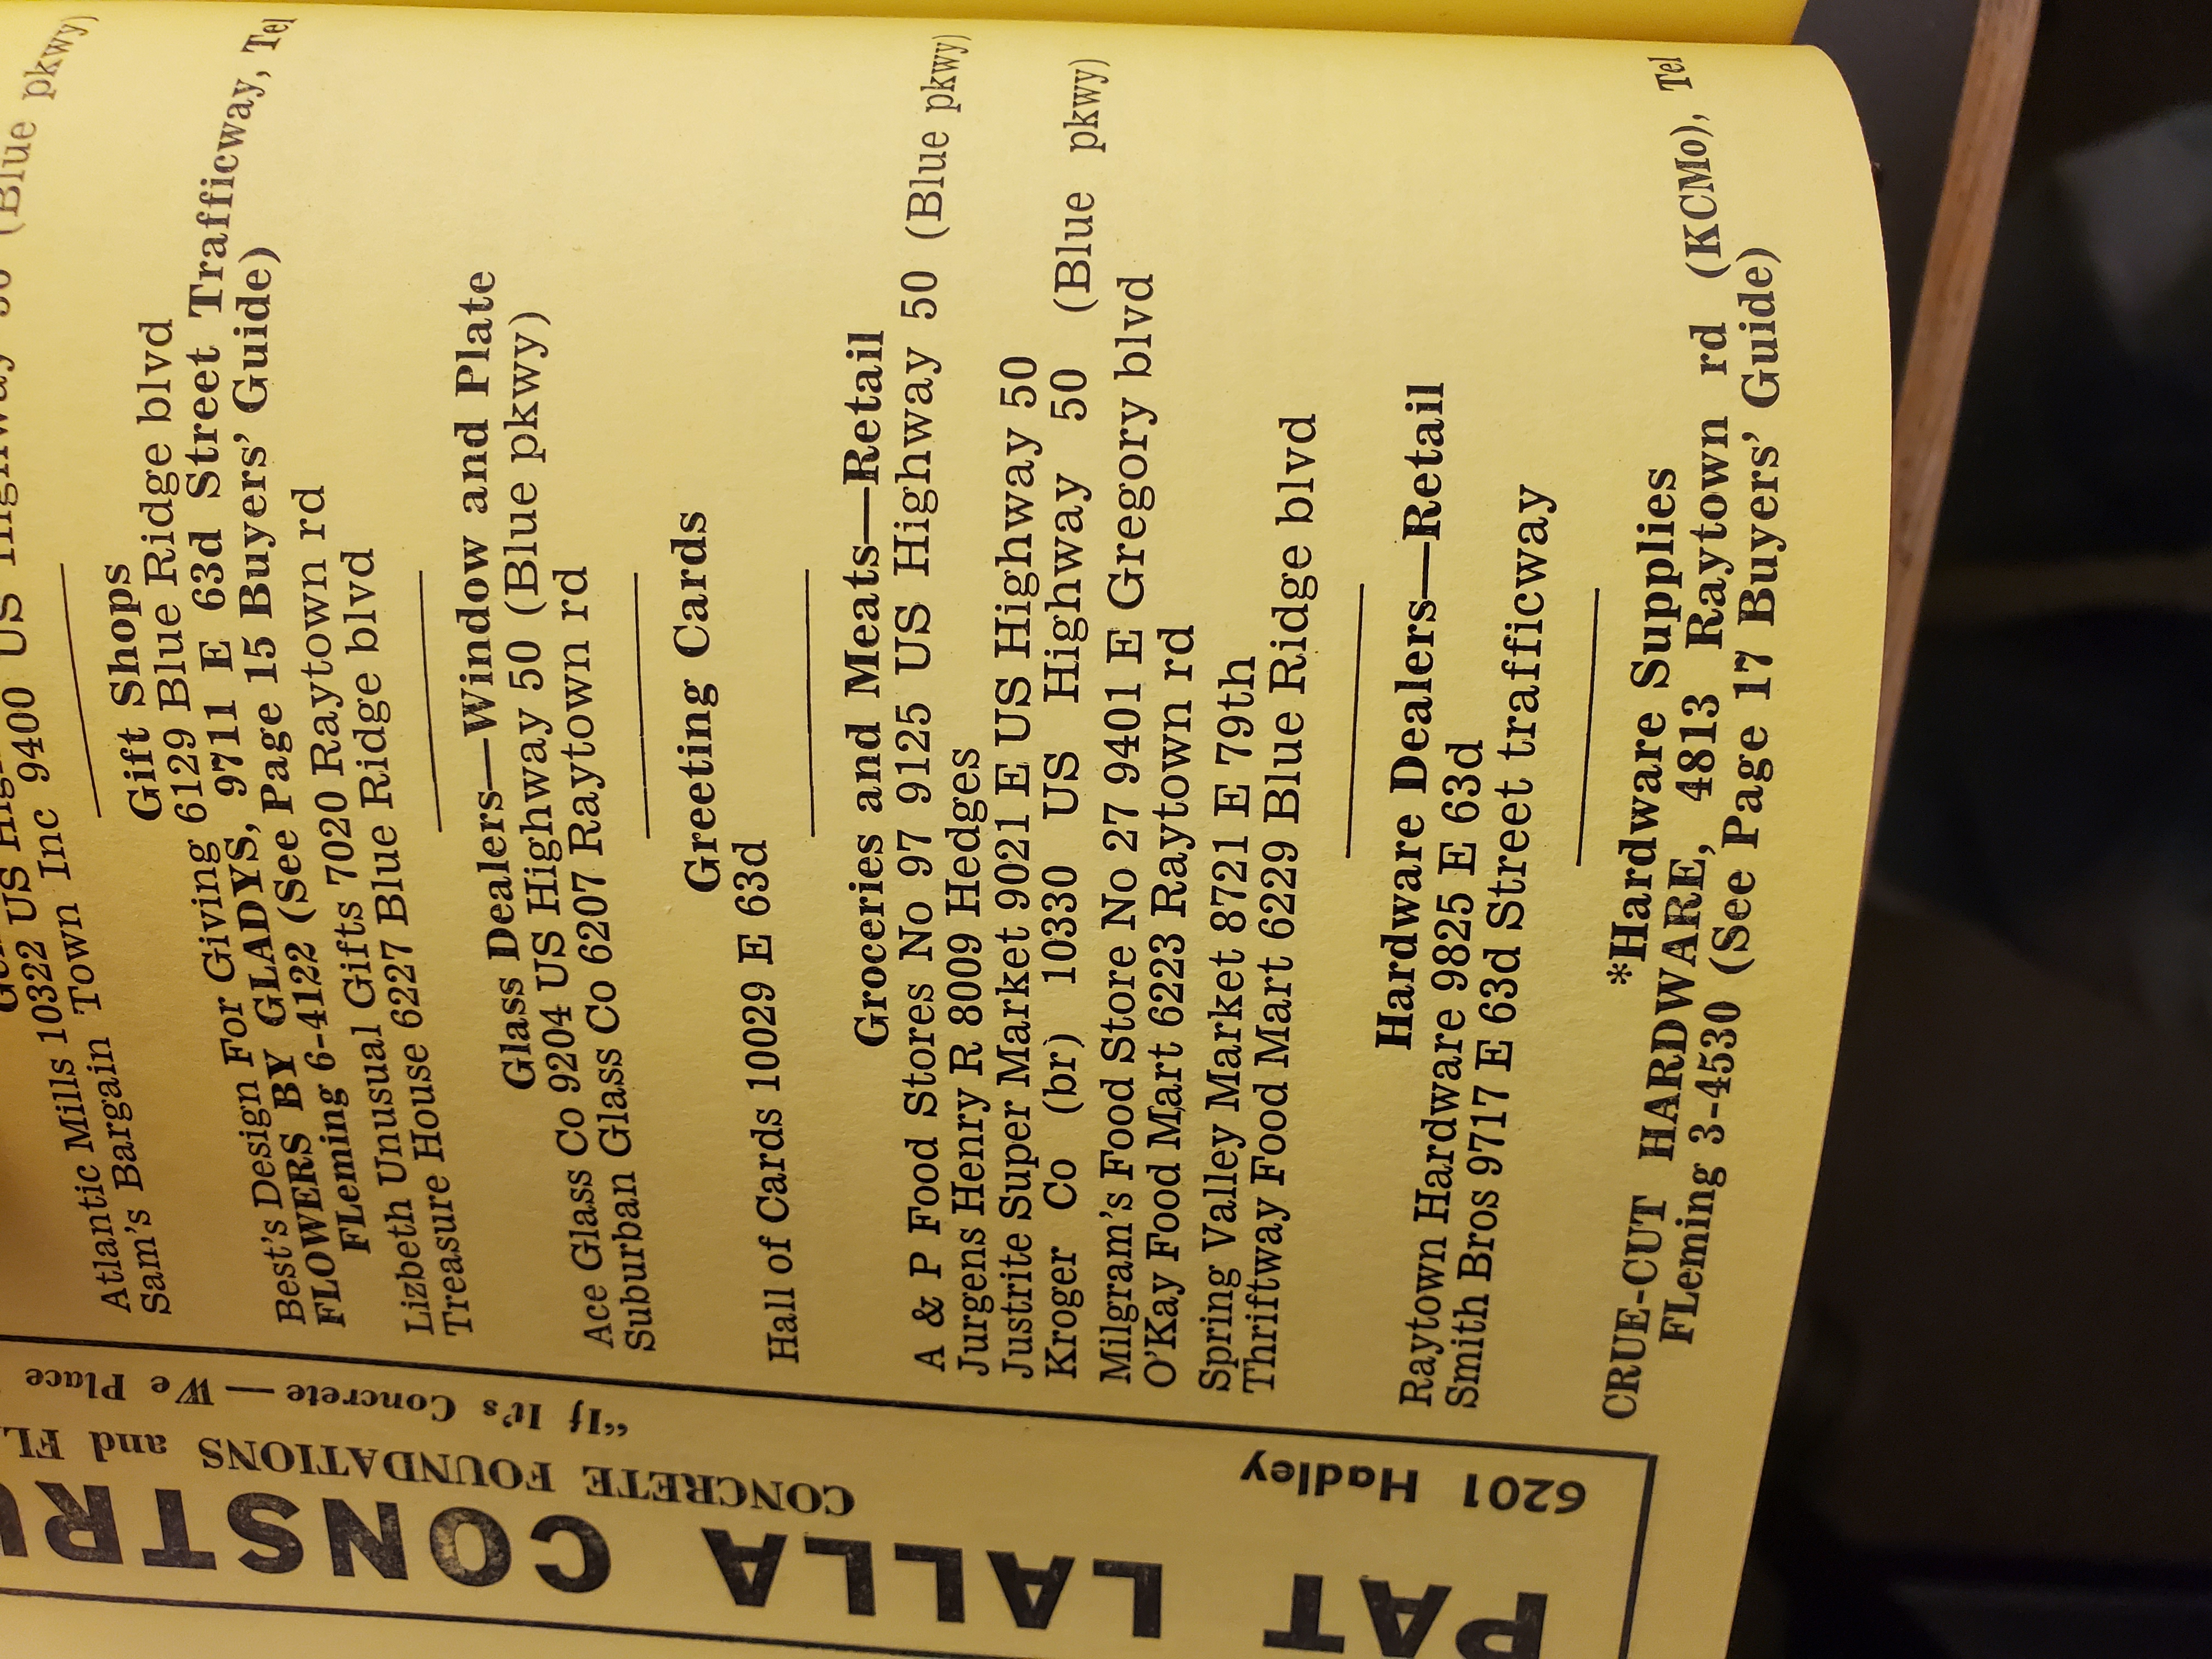 (Blue pkwy)
10322 US
Atlantic Mills 10322 US
Sam's Bargain Town Inc 9400 US Highway 50 (Blue pkwy)
Gift Shops
Best's Design For Giving 6129 Blue Ridge blvd
FLOWERS BY GLADYS, 9711 E 63d Street Trafficway, Tel
FLeming 6-4122 (See Page 15 Buyers' Guide)
Lizbeth Unusual Gifts 7020 Raytown rd
Treasure House 6227 Blue Ridge blvd
Glass Dealers—Window and Plate
Ace Glass Co 9204 US Highway 50 (Blue pkwy)
Suburban Glass Co 6207 Raytown rd
Greeting Cards
Hall of Cards 10029 E 63d
Groceries and Meats—Retail
A & P Food Stores No 97 9125 US Highway 50 (Blue pkwy)
Jurgens Henry R 8009 Hedges
Justrite Super Market 9021 E US Highway 50
Kroger Co (br) 10330 US Highway 50 (Blue pkwy)
Milgram's Food Store No 27 9401 E Gregory blvd
O'Kay Food Mart 6223 Raytown rd
Spring Valley Market 8721 E 79th
Thriftway Food Mart 6229 Blue Ridge blvd
Hardware Dealers—Retail
Raytown Hardware 9825 E 63d
Smith Bros 9717 E 63d Street trafficway
*Hardware Supplies
CRUE-CUT HARDWARE, 4813 Raytown rd (KCMo), Tel
FLeming 3-4530 (See Page 17 Buyers' Guide)
PAT LALLA CONSTRU
CONCRETE FOUNDATIONS and FL
"If It's Concrete — We Place
6201 Hadley